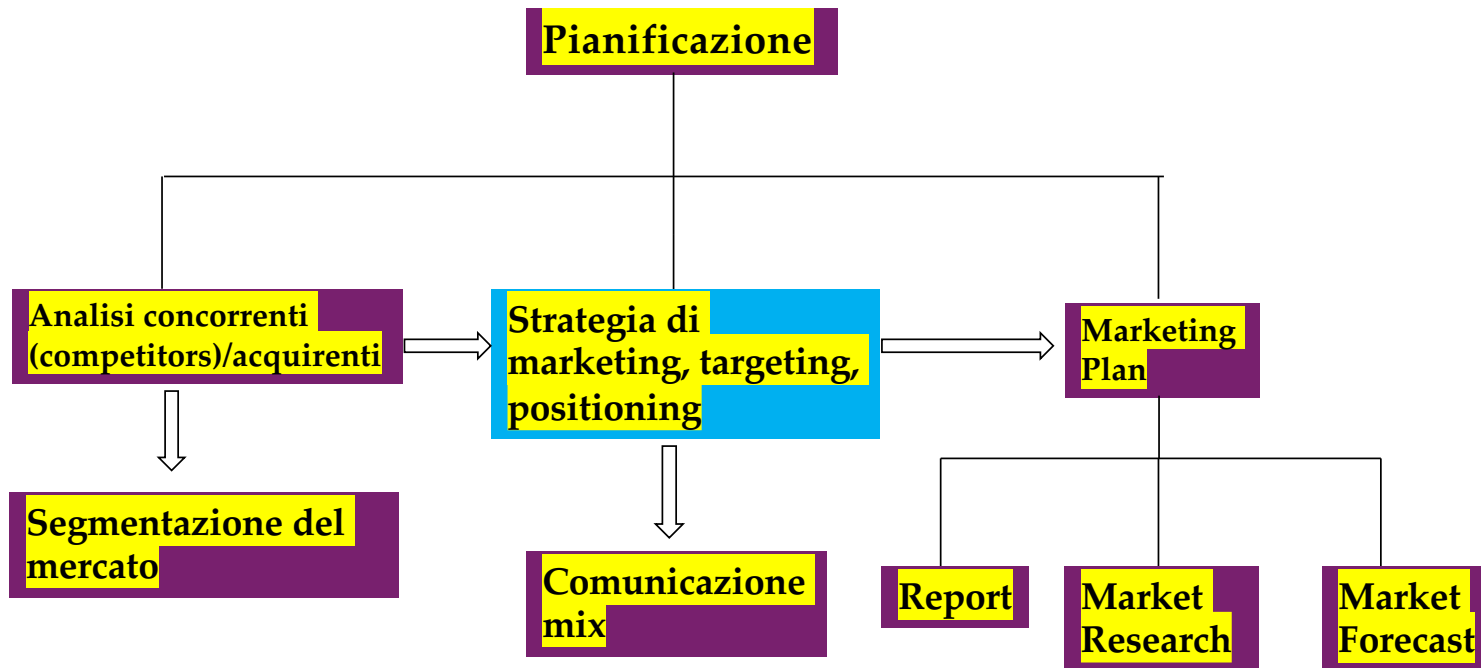 Pianificazione
Analisi concorrenti
(competitors)/acquirenti
Strategia di
marketing, targeting,
positioning
Marketing
Plan
Segmentazione del
mercato
Comunicazione
mix
Report
Market
Research
Market
Forecast